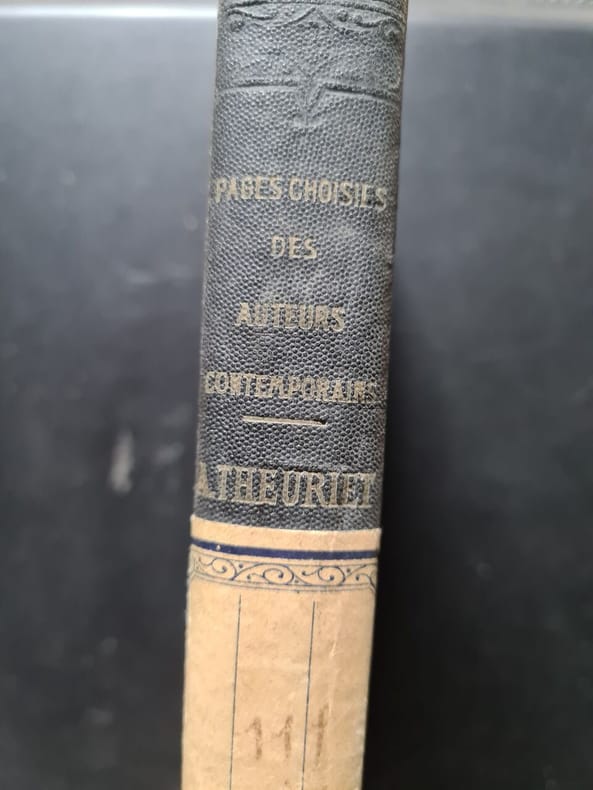 PAGES CHOISIES
DES
AUTEURS
CONTEMPORAINS
A. THEURIET
111